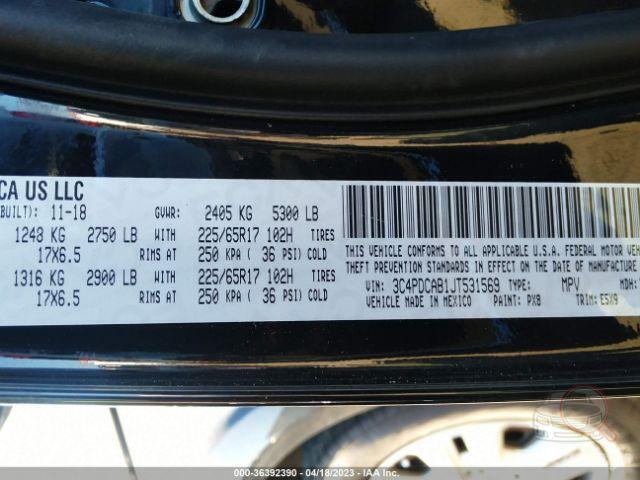 CA US LLC
BUILT): 11-18 GVWR: 2405 KG 5300 LB
1248 KG 2750 LB WITH 225/65R17 102H TIRES
17X6.5 RIMS AT 250 KPA ( 36 PSI) COLD
1316 KG 2900 LB WITH 225/65R17 102H TIRES
17X6.5 RIMS AT 250 KPA ( 36 PSI) COLD
THIS VEHICLE CONFORMS TO ALL APPLICABLE U.S.A. FEDERAL MOTOR
THEFT PREVENTION STANDARDS IN EFFECT ON THE DATE OF MANUFACTURE
VIN: 3C4PDCAB1JT531569 TYPE: MPV MDH:
VEHICLE MADE IN MEXICO PAINT: PX8 TRIM: E5X9
000-36392390 - 04/18/2023 - IAA Inc.